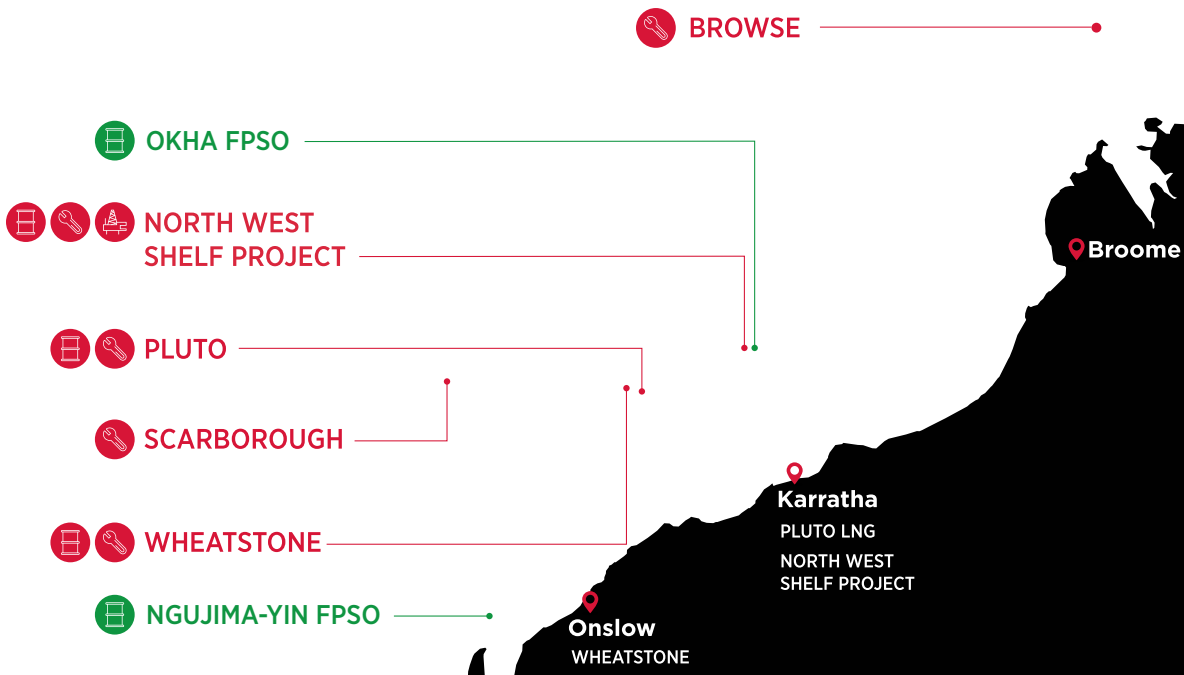 BROWSE
OKHA FPSO
NORTH WEST
SHELF PROJECT
Broome
PLUTO
SCARBOROUGH
Karratha
PLUTO LNG
NORTH WEST
SHELF PROJECT
WHEATSTONE
NGUJIMA-YIN FPSO
Onslow
WHEATSTONE